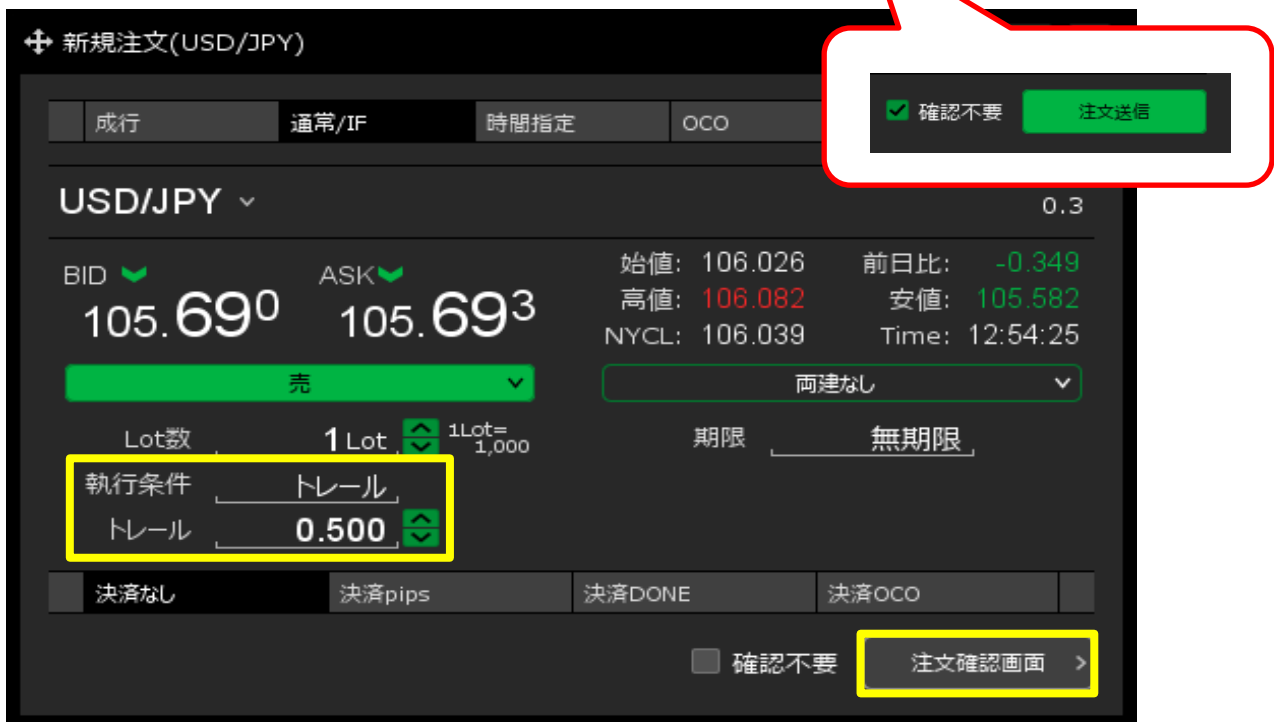 新規注文(USD/JPY)
確認不要 注文送信
成行 通常/IF 時間指定 OCO
USD/JPY 0.3
BID ASK
105.690 105.693
始値: 106.026 前日比: -0.349
高値: 106.082 安値: 105.582
NYCL: 106.039 Time: 12:54:25
売 両建なし
Lot数 1 Lot 1Lot= 1,000 期限 無期限
執行条件 トレール
トレール 0.500
決済なし 決済pips 決済DONE 決済OCO
確認不要 注文確認画面 >